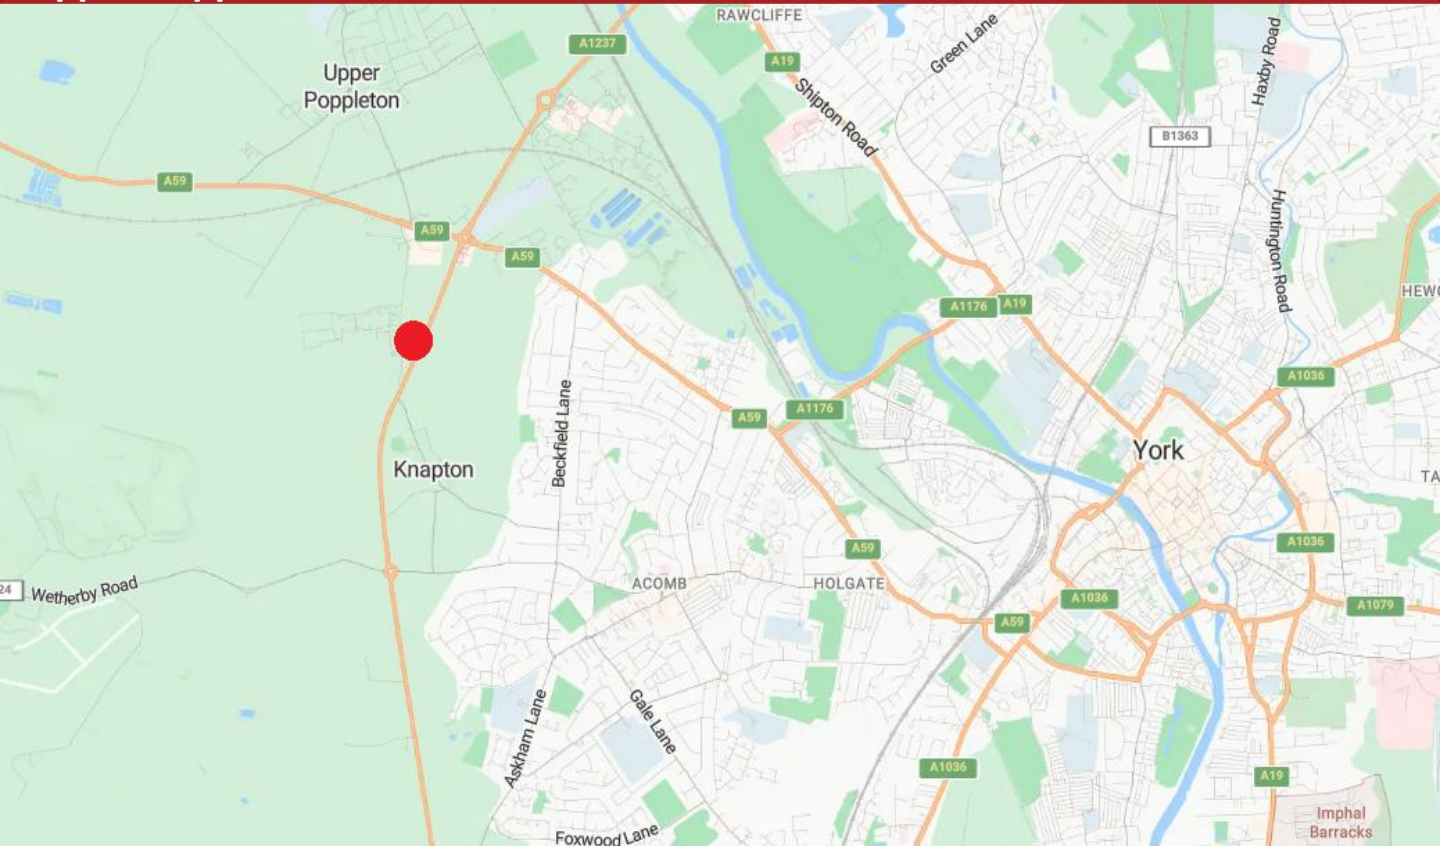 RAWCLIFFE
A1237
Green Lane
Haxby Road
A19
Upper
Poppleton
Shipton Road
B1363
A59
A59
A59
Huntington Road
A1176
A19
A1036
Beckfield Lane
A59
A1176
York
Knapton
A59
A1036
Wetherby Road
ACOMB
HOLGATE
A1036
A1079
A59
Askham Lane
Gale Lane
A1036
A19
Foxwood Lane
Imphal
Barracks